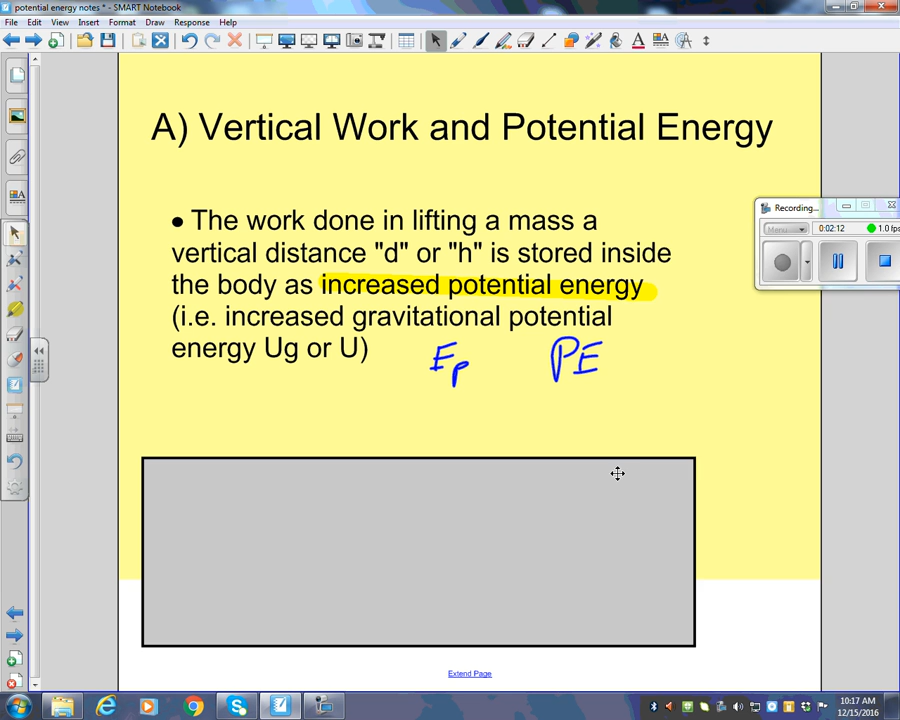 potential energy notes * - SMART Notebook
File Edit View Insert Format Draw Response Help
A) Vertical Work and Potential Energy
• The work done in lifting a mass a
vertical distance "d" or "h" is stored inside
the body as increased potential energy
(i.e. increased gravitational potential
energy Ug or U)
Ep PE
Recording...
Menu 0:02:12 1.0 fps
Extend Page
10:17 AM
12/15/2016